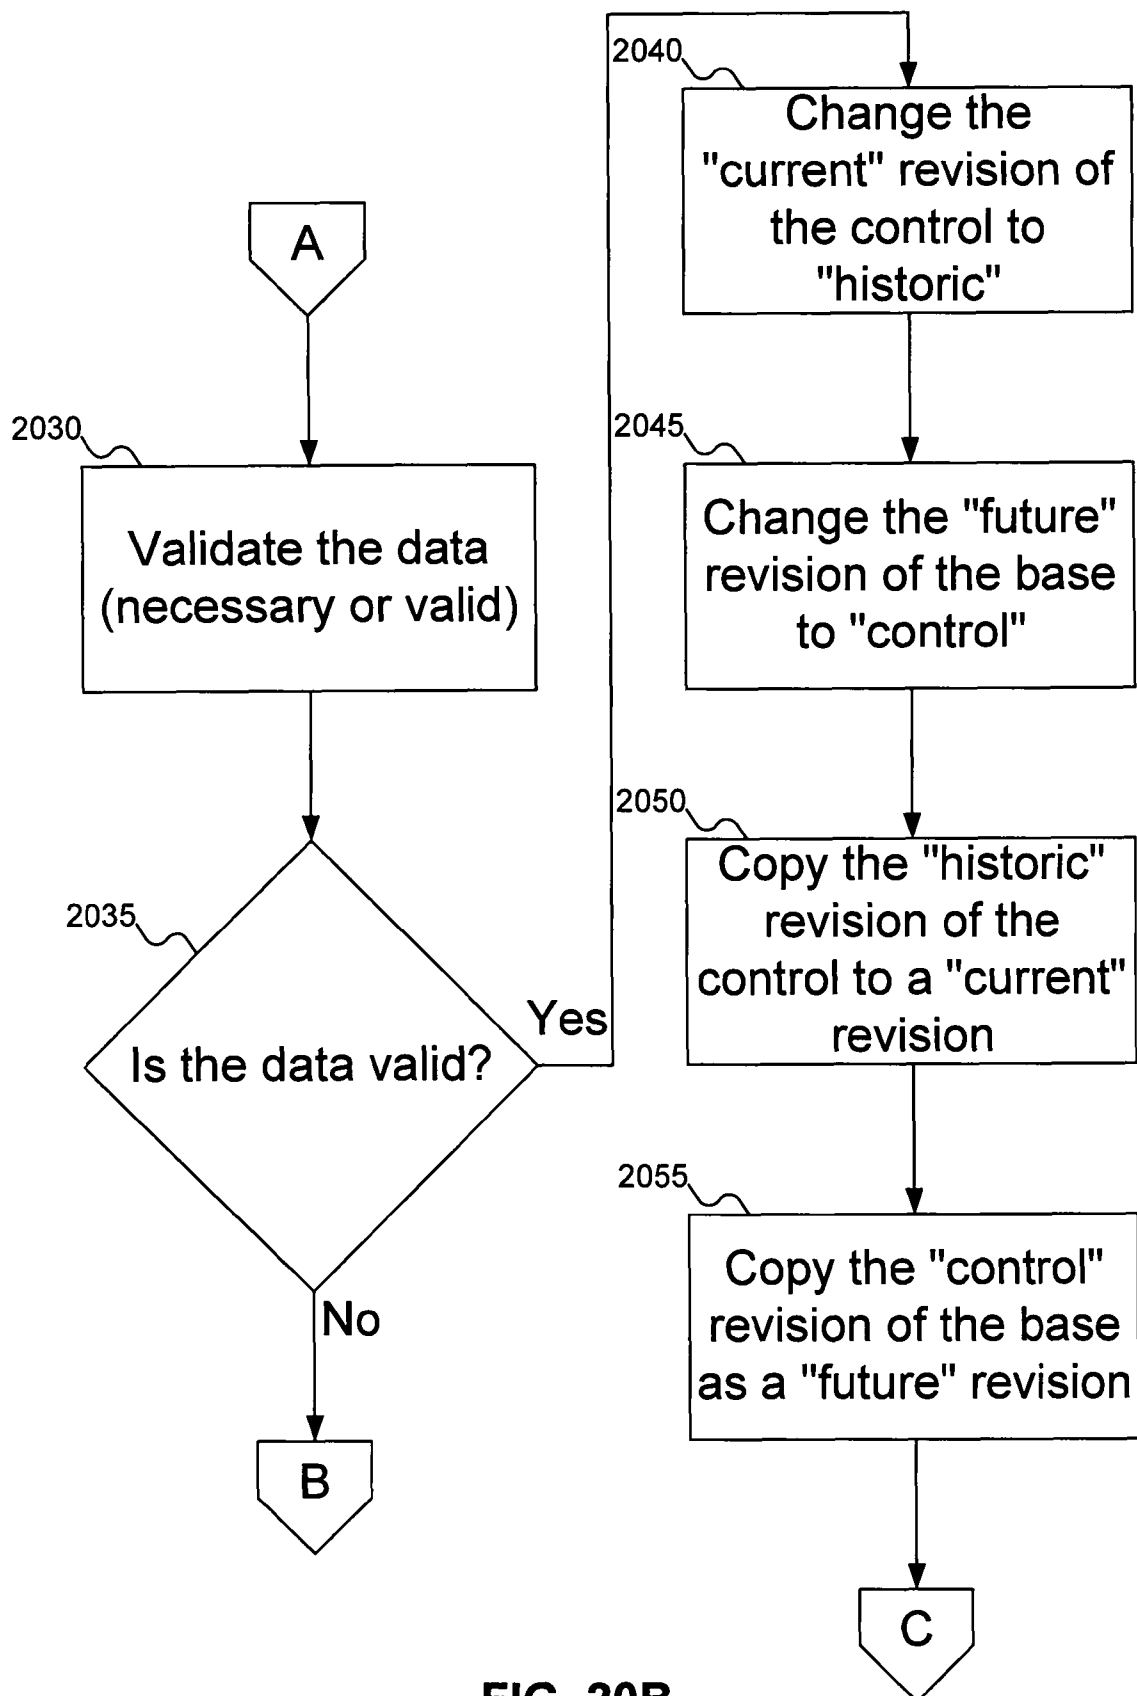 A
2030
Validate the data
(necessary or valid)
2035
Is the data valid?
Yes
No
B
2040
Change the
"current" revision of
the control to
"historic"
2045
Change the "future"
revision of the base
to "control"
2050
Copy the "historic"
revision of the
control to a "current"
revision
2055
Copy the "control"
revision of the base
as a "future" revision
C
FIG. 20B